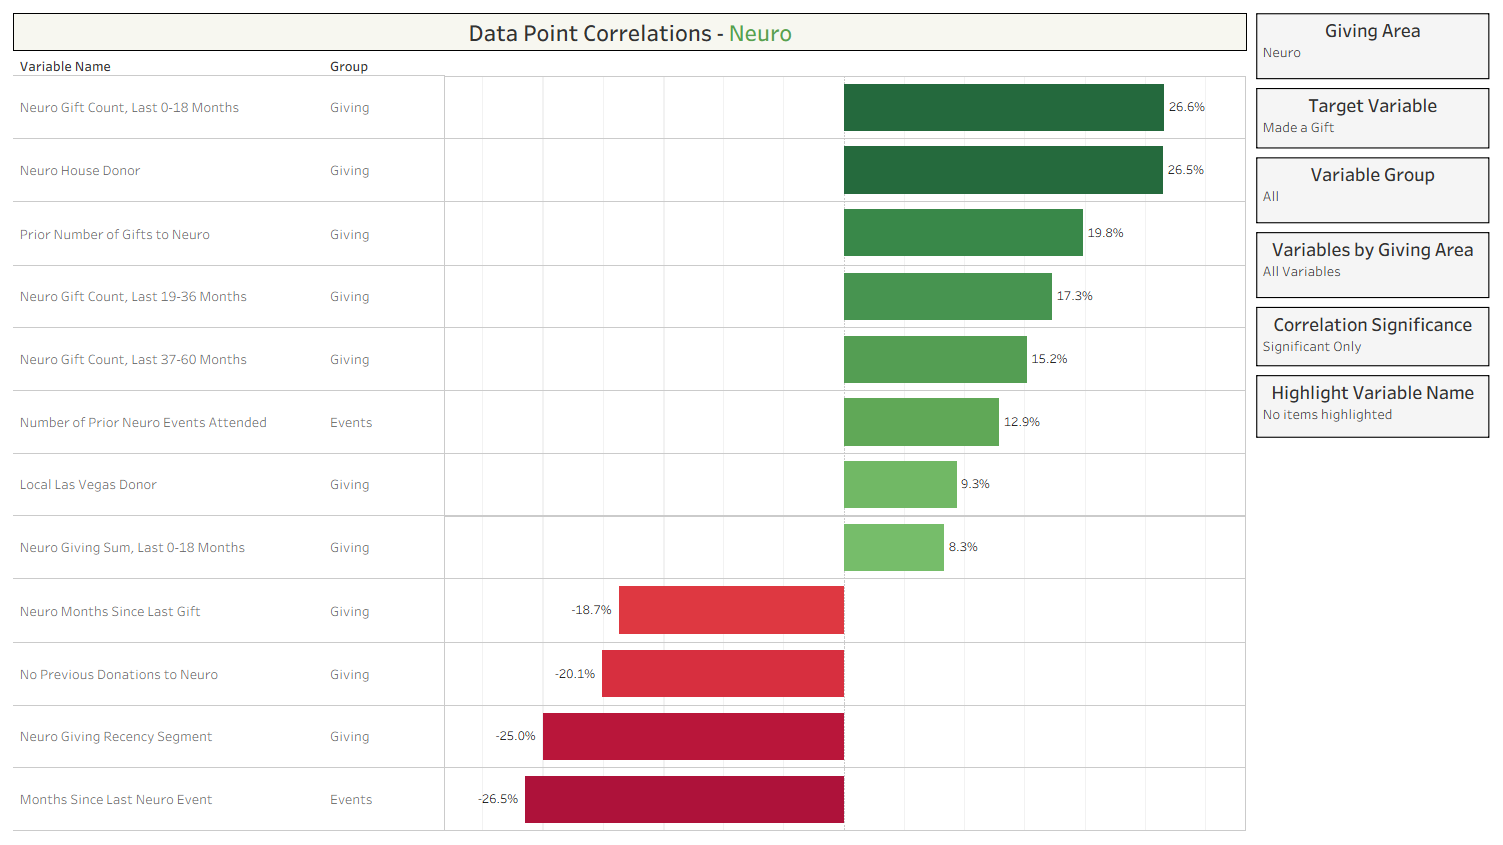 Data Point Correlations - Neuro
Variable Name Group
Neuro Gift Count, Last 0-18 Months Giving 26.6%
Neuro House Donor Giving 26.5%
Prior Number of Gifts to Neuro Giving 19.8%
Neuro Gift Count, Last 19-36 Months Giving 17.3%
Neuro Gift Count, Last 37-60 Months Giving 15.2%
Number of Prior Neuro Events Attended Events 12.9%
Local Las Vegas Donor Giving 9.3%
Neuro Giving Sum, Last 0-18 Months Giving 8.3%
Neuro Months Since Last Gift Giving -18.7%
No Previous Donations to Neuro Giving -20.1%
Neuro Giving Recency Segment Giving -25.0%
Months Since Last Neuro Event Events -26.5%
Giving Area
Neuro
Target Variable
Made a Gift
Variable Group
All
Variables by Giving Area
All Variables
Correlation Significance
Significant Only
Highlight Variable Name
No items highlighted